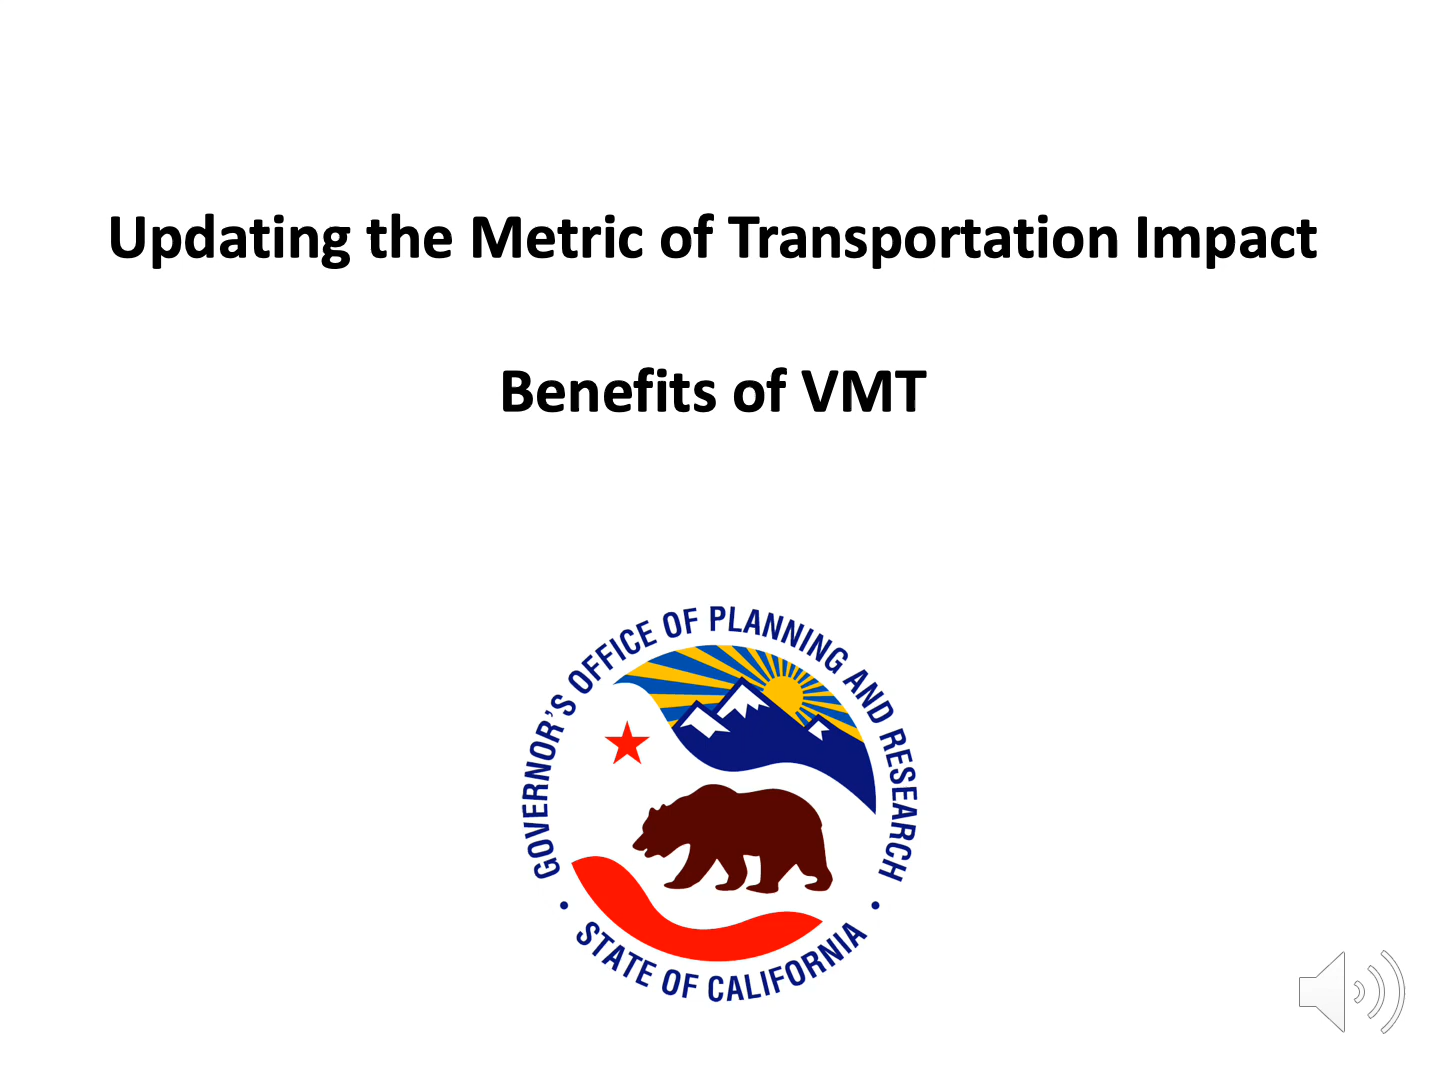 Updating the Metric of Transportation Impact
Benefits of VMT
GOVERNOR'S OFFICE OF PLANNING AND RESEARCH
• STATE OF CALIFORNIA •